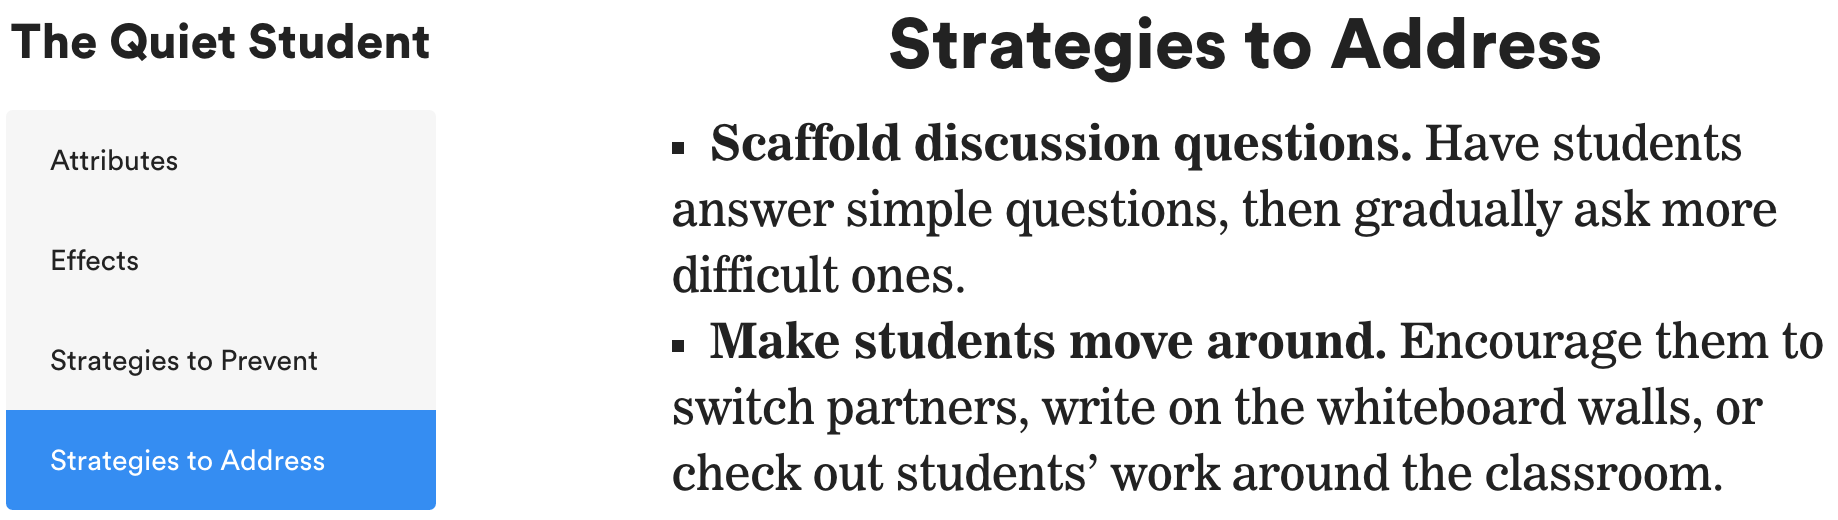 The Quiet Student
Attributes
Effects
Strategies to Prevent
Strategies to Address
Strategies to Address
▪ Scaffold discussion questions. Have students
answer simple questions, then gradually ask more
difficult ones.
▪ Make students move around. Encourage them to
switch partners, write on the whiteboard walls, or
check out students’ work around the classroom.